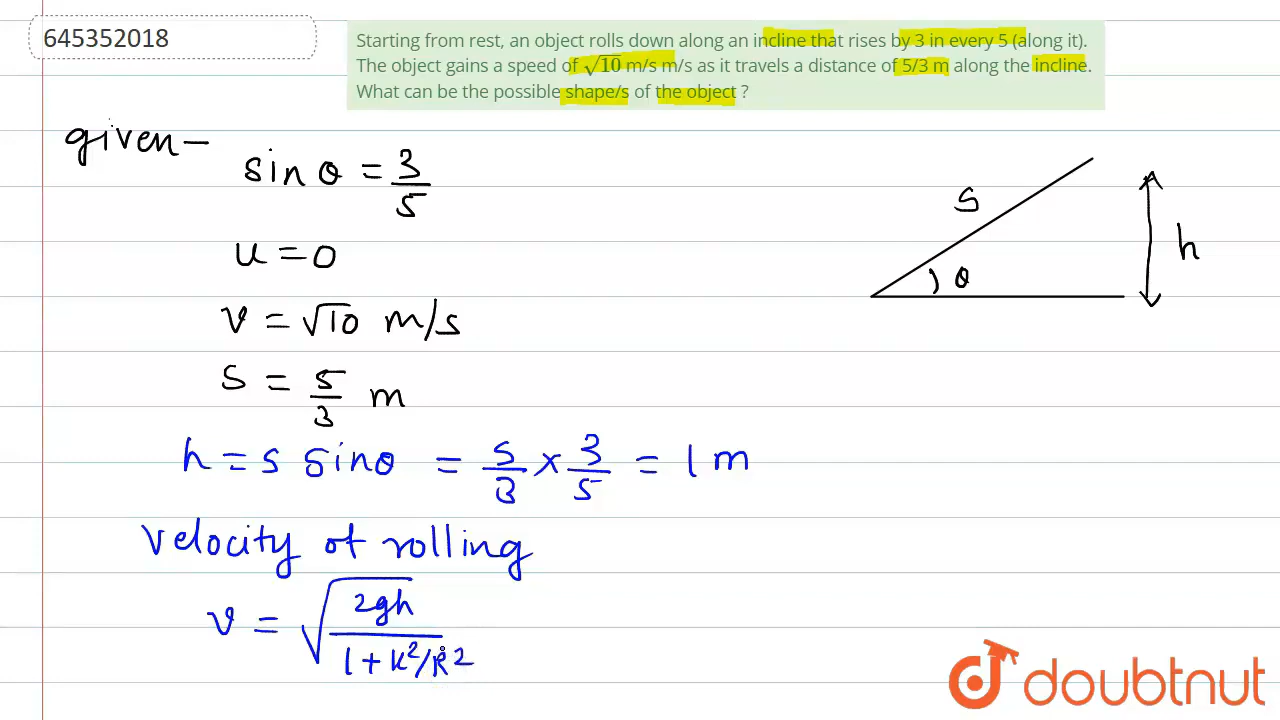 645352018
Starting from rest, an object rolls down along an incline that rises by 3 in every 5 (along it).
The object gains a speed of √10 m/s m/s as it travels a distance of 5/3 m along the incline.
What can be the possible shape/s of the object ?
given—
sin θ = 3/5
u = 0
v = √10 m/s
s = 5/3 m
S
θ
h
h = s sinθ = 5/3 × 3/5 = 1 m
velocity of rolling
v = √(2gh / 1 + K²/R²)
doubtnut